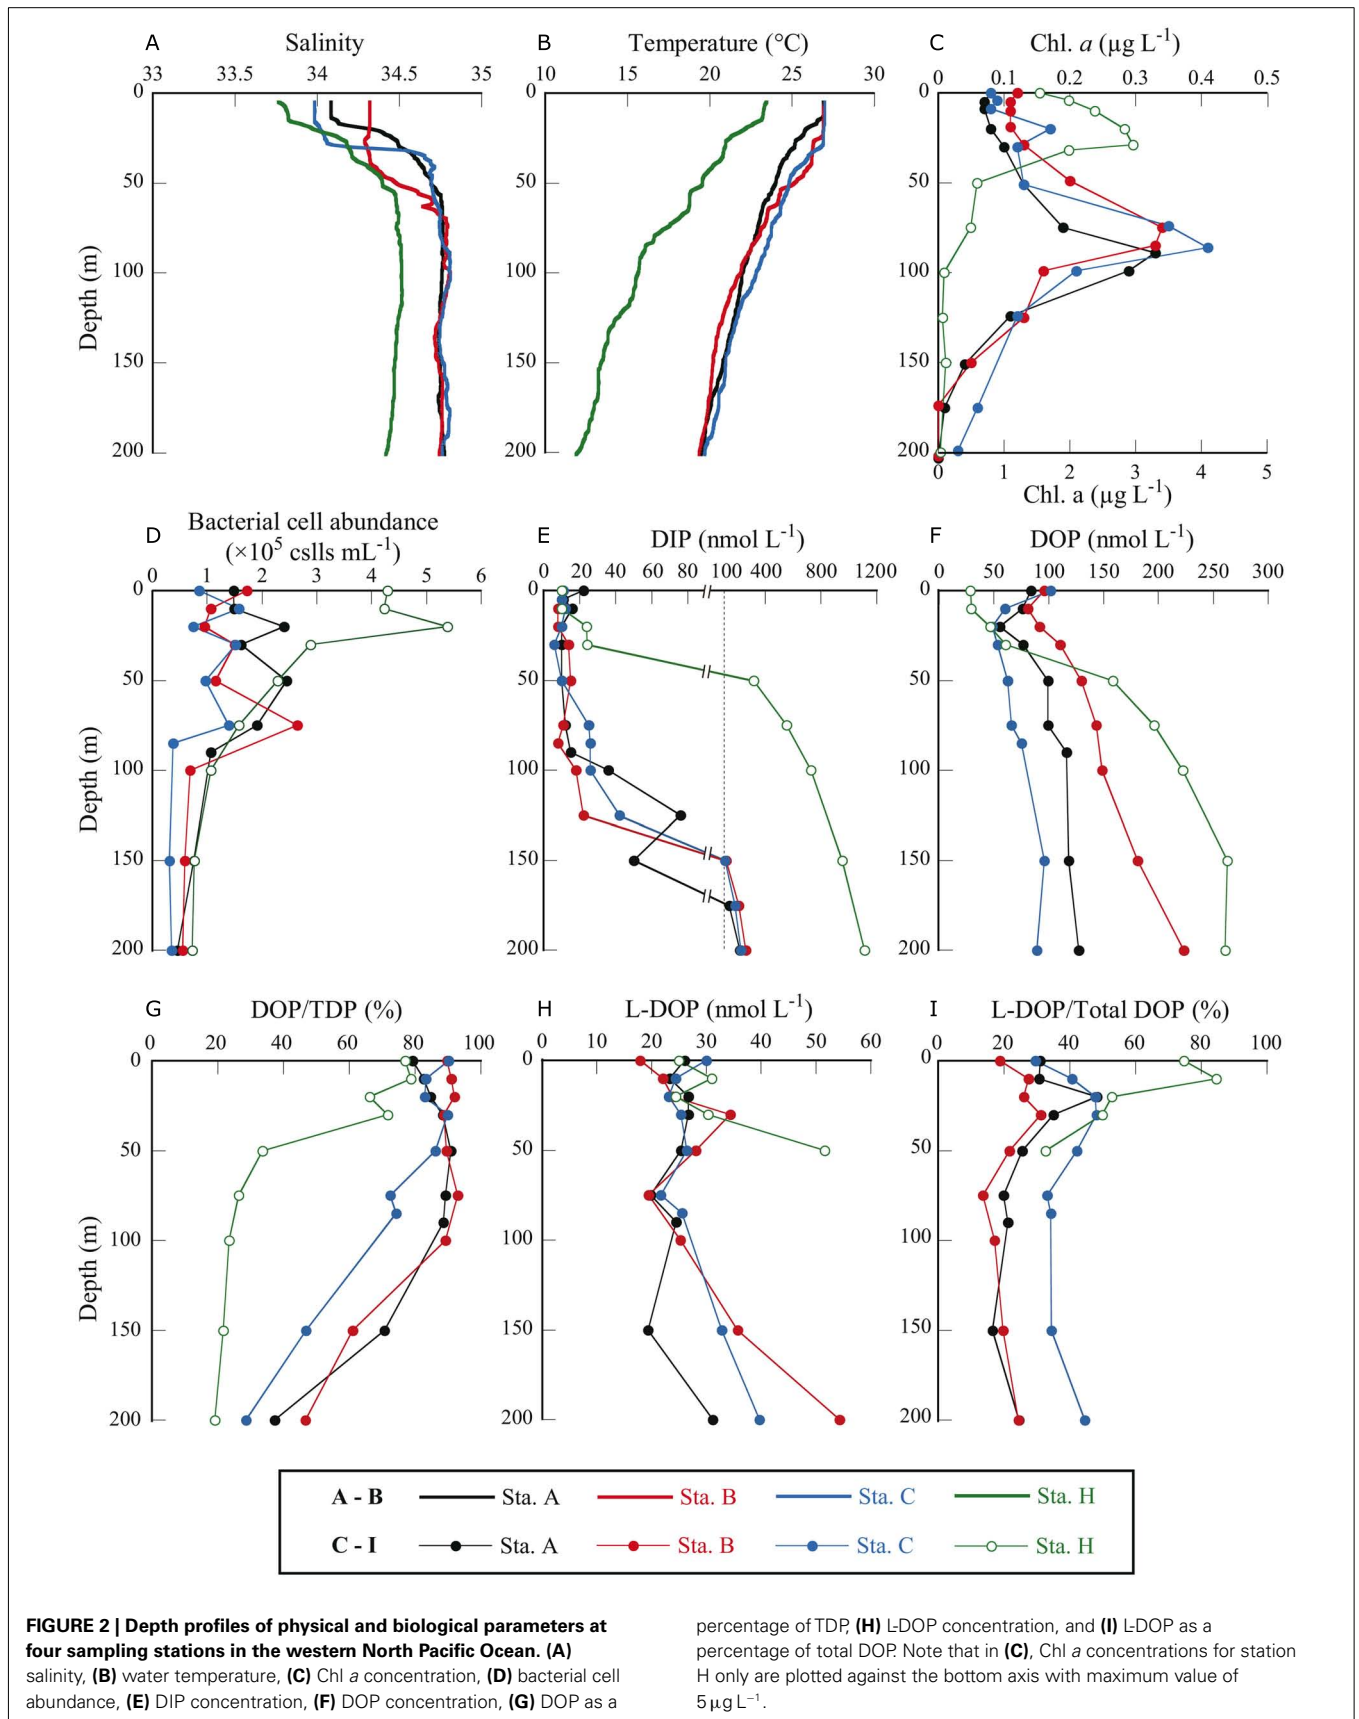 A
Salinity
33 33.5 34 34.5 35
Depth (m)
0
50
100
150
200
B
Temperature (°C)
10 15 20 25 30
0
50
100
150
200
C
Chl. a (µg L-1)
0 0.1 0.2 0.3 0.4 0.5
0
50
100
150
200
0 1 2 3 4 5
Chl. a (µg L-1)
D
Bacterial cell abundance
(×105 cslls mL-1)
0 1 2 3 4 5 6
Depth (m)
0
50
100
150
200
E
DIP (nmol L-1)
0 20 40 60 80 100 400 800 1200
0
50
100
150
200
F
DOP (nmol L-1)
0 50 100 150 200 250 300
0
50
100
150
200
G
DOP/TDP (%)
0 20 40 60 80 100
Depth (m)
0
50
100
150
200
H
L-DOP (nmol L-1)
0 10 20 30 40 50 60
0
50
100
150
200
I
L-DOP/Total DOP (%)
0 20 40 60 80 100
0
50
100
150
200
A - B Sta. A Sta. B Sta. C Sta. H
C - I Sta. A Sta. B Sta. C Sta. H
FIGURE 2 | Depth profiles of physical and biological parameters at
four sampling stations in the western North Pacific Ocean. (A)
salinity, (B) water temperature, (C) Chl a concentration, (D) bacterial cell
abundance, (E) DIP concentration, (F) DOP concentration, (G) DOP as a
percentage of TDP, (H) L-DOP concentration, and (I) L-DOP as a
percentage of total DOP. Note that in (C), Chl a concentrations for station
H only are plotted against the bottom axis with maximum value of
5 µg L−1.